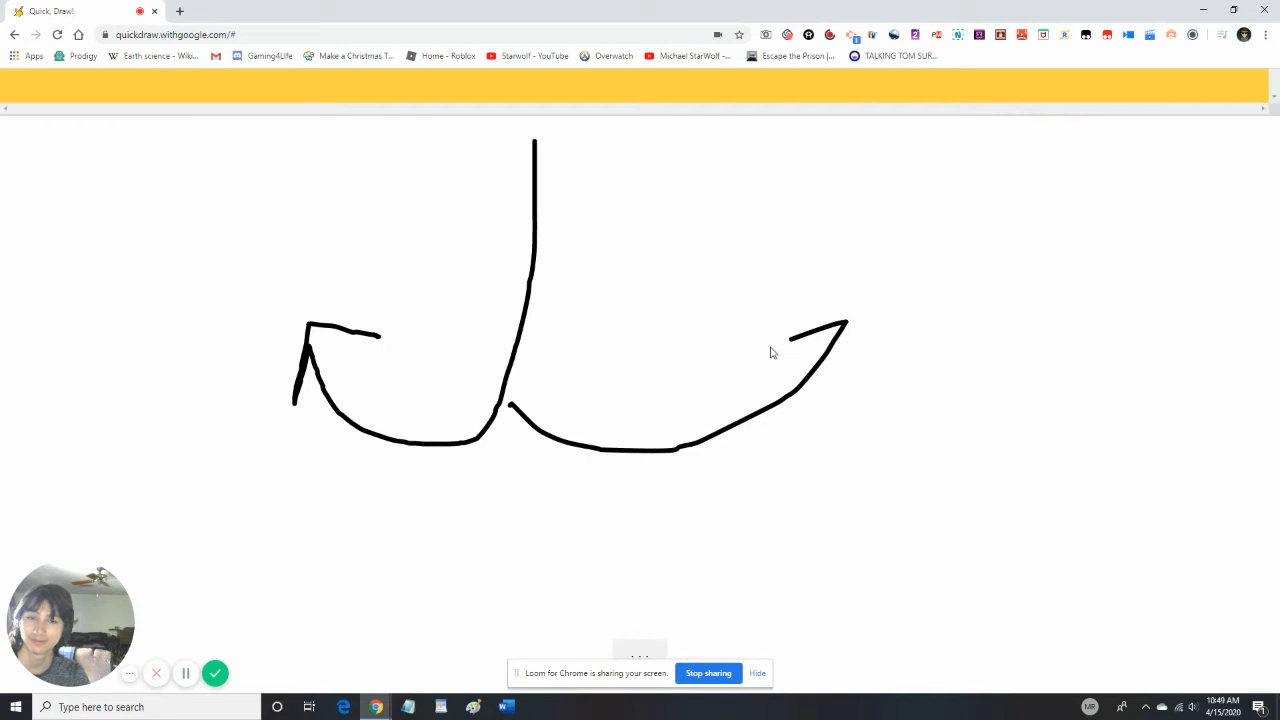 Quick, Draw!
quickdraw.withgoogle.com/#
Apps Prodigy Earth science - Wiki... Gaming4Life Make a Christmas T... Home - Roblox Starwolf - YouTube Overwatch Michael StarWolf -... Escape the Prison |... TALKING TOM SUR...
...
Loom for Chrome is sharing your screen. Stop sharing Hide
Type here to search
MR
10:49 AM
4/15/2020